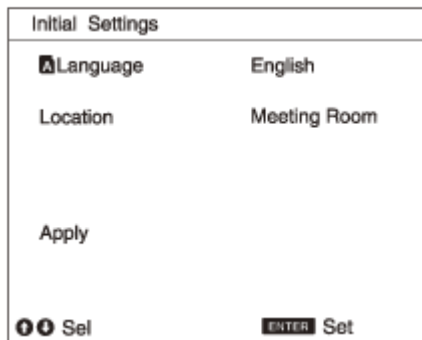 Initial Settings
A Language English
Location Meeting Room
Apply
Sel ENTER Set